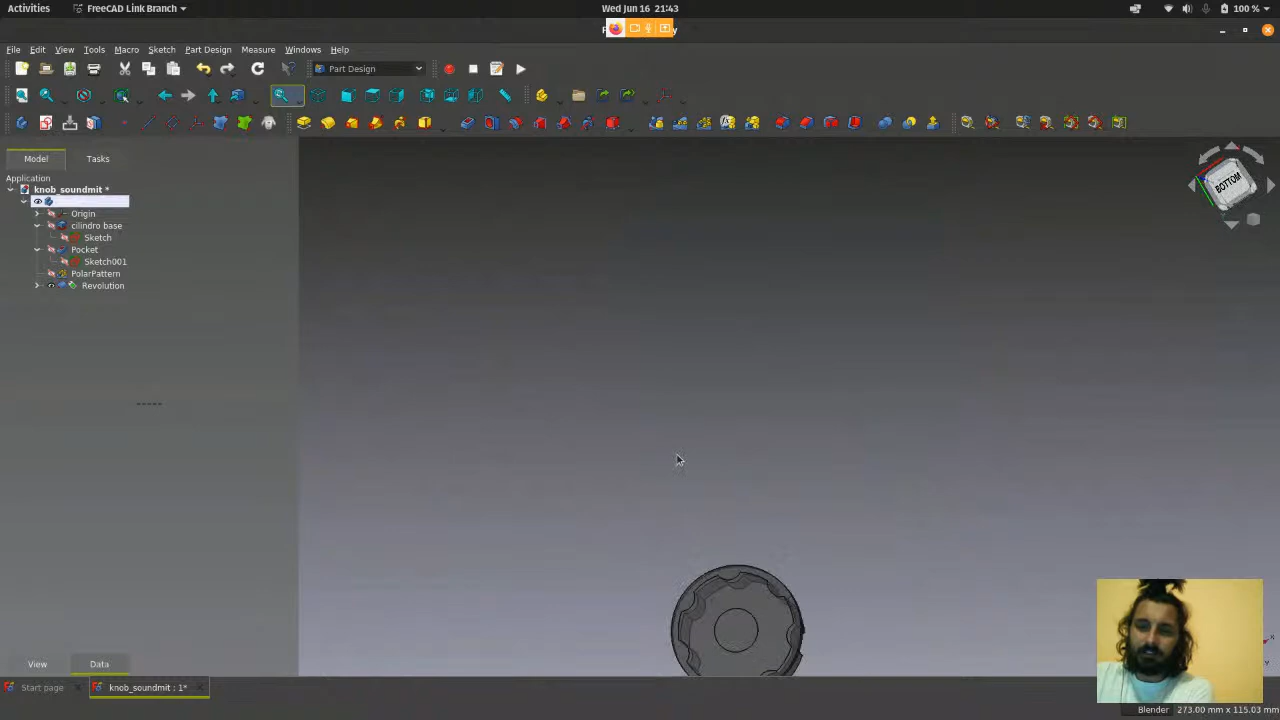 Activities FreeCAD Link Branch Wed Jun 16 21:43 100 %
File Edit View Tools Macro Sketch Part Design Measure Windows Help
Part Design
Model Tasks
Application
knob_soundmit *
Origin
cilindro base
Sketch
Pocket
Sketch001
PolarPattern
Revolution
BOTTOM
View Data
Start page knob_soundmit : 1*
Blender 273.00 mm x 115.03 mm